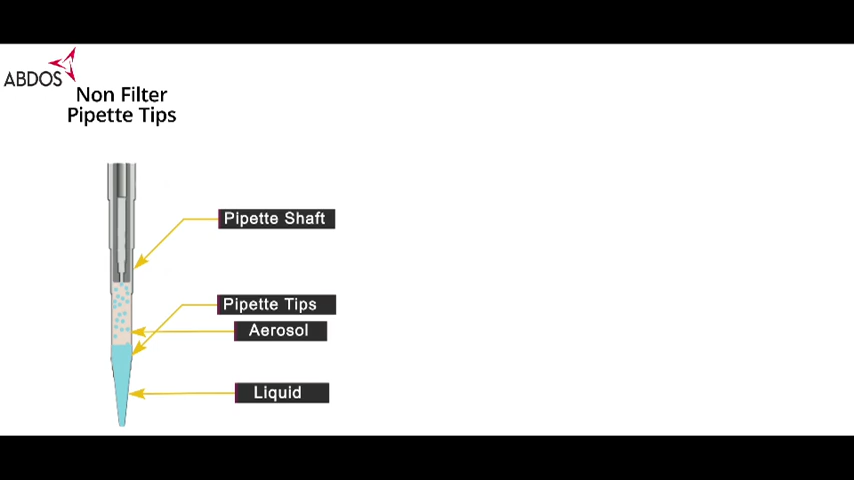 ABDOS
Non Filter
Pipette Tips
Pipette Shaft
Pipette Tips
Aerosol
Liquid